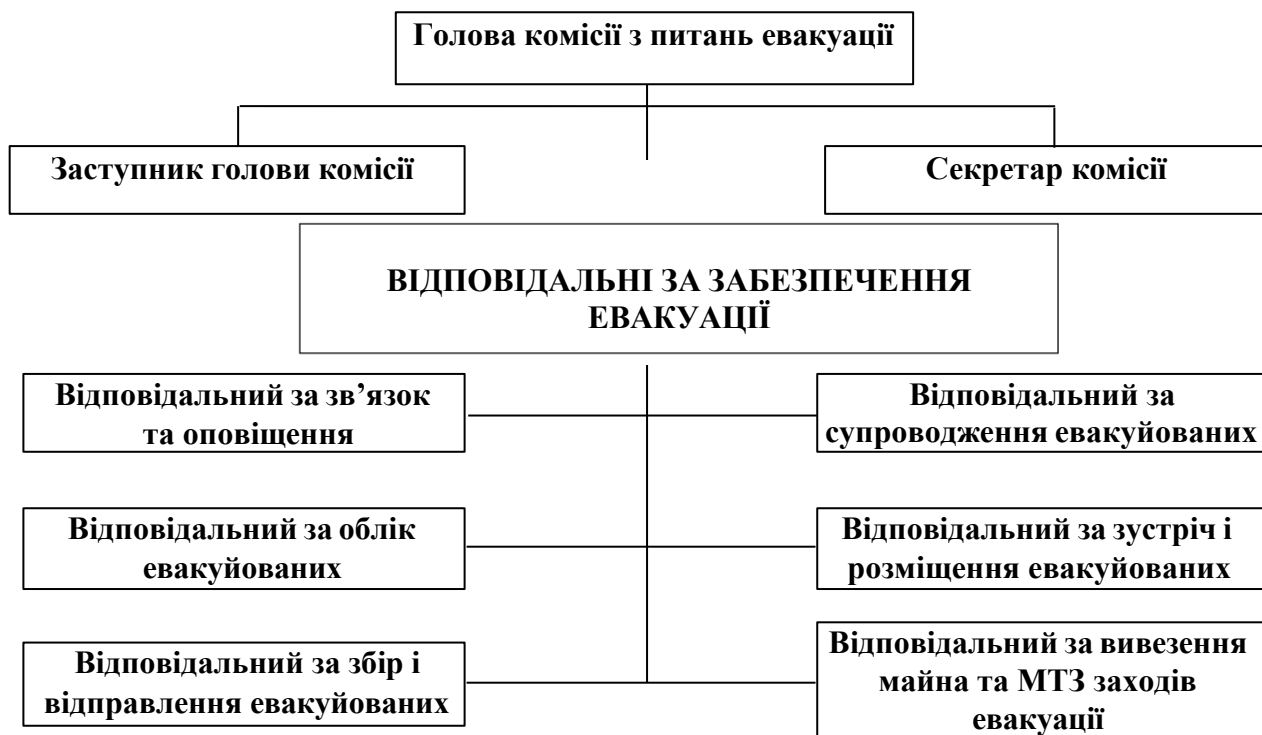 Голова комісії з питань евакуації
Заступник голови комісії
Секретар комісії
ВІДПОВІДАЛЬНІ ЗА ЗАБЕЗПЕЧЕННЯ
ЕВАКУАЦІЇ
Відповідальний за зв’язок
та оповіщення
Відповідальний за
супроводження евакуйованих
Відповідальний за облік
евакуйованих
Відповідальний за зустріч і
розміщення евакуйованих
Відповідальний за збір і
відправлення евакуйованих
Відповідальний за вивезення
майна та МТЗ заходів
евакуації